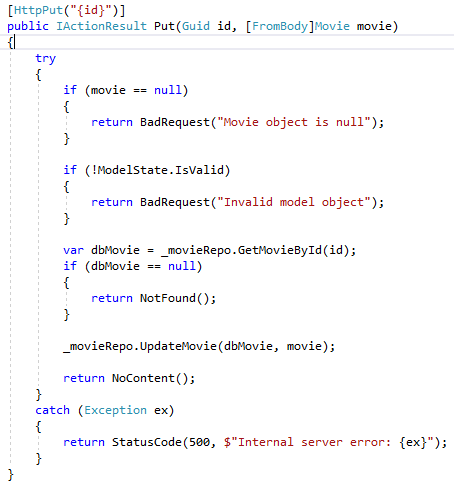 [HttpPut("{id}")]
public IActionResult Put(Guid id, [FromBody]Movie movie)
{
    try
    {
        if (movie == null)
        {
            return BadRequest("Movie object is null");
        }

        if (!ModelState.IsValid)
        {
            return BadRequest("Invalid model object");
        }

        var dbMovie = _movieRepo.GetMovieById(id);
        if (dbMovie == null)
        {
            return NotFound();
        }

        _movieRepo.UpdateMovie(dbMovie, movie);

        return NoContent();
    }
    catch (Exception ex)
    {
        return StatusCode(500, $"Internal server error: {ex}");
    }
}